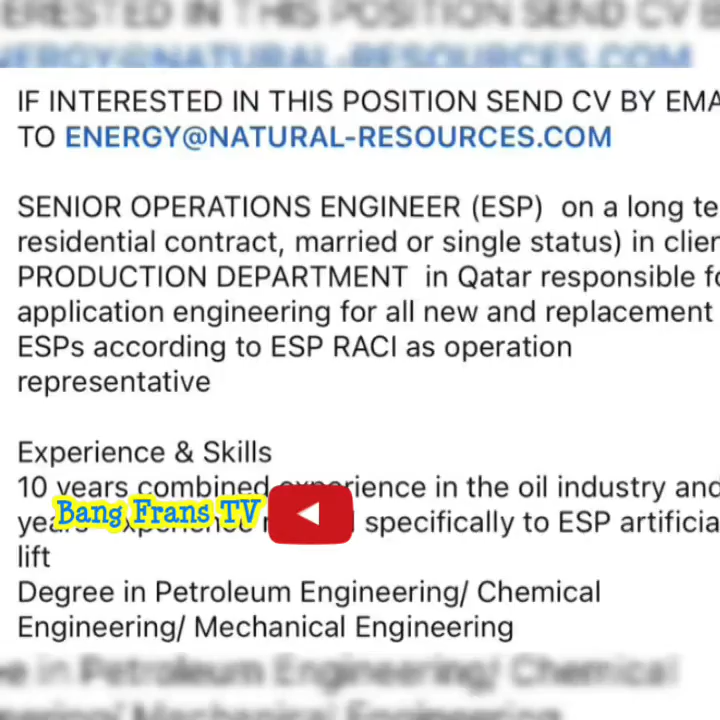 IF INTERESTED IN THIS POSITION SEND CV BY EMA
TO ENERGY@NATURAL-RESOURCES.COM
SENIOR OPERATIONS ENGINEER (ESP) on a long te
residential contract, married or single status) in clien
PRODUCTION DEPARTMENT in Qatar responsible fo
application engineering for all new and replacement
ESPs according to ESP RACI as operation
representative
Experience & Skills
10 years combined experience in the oil industry and
specifically to ESP artificia
Bang Frans TV
lift
Degree in Petroleum Engineering/ Chemical
Engineering/ Mechanical Engineering